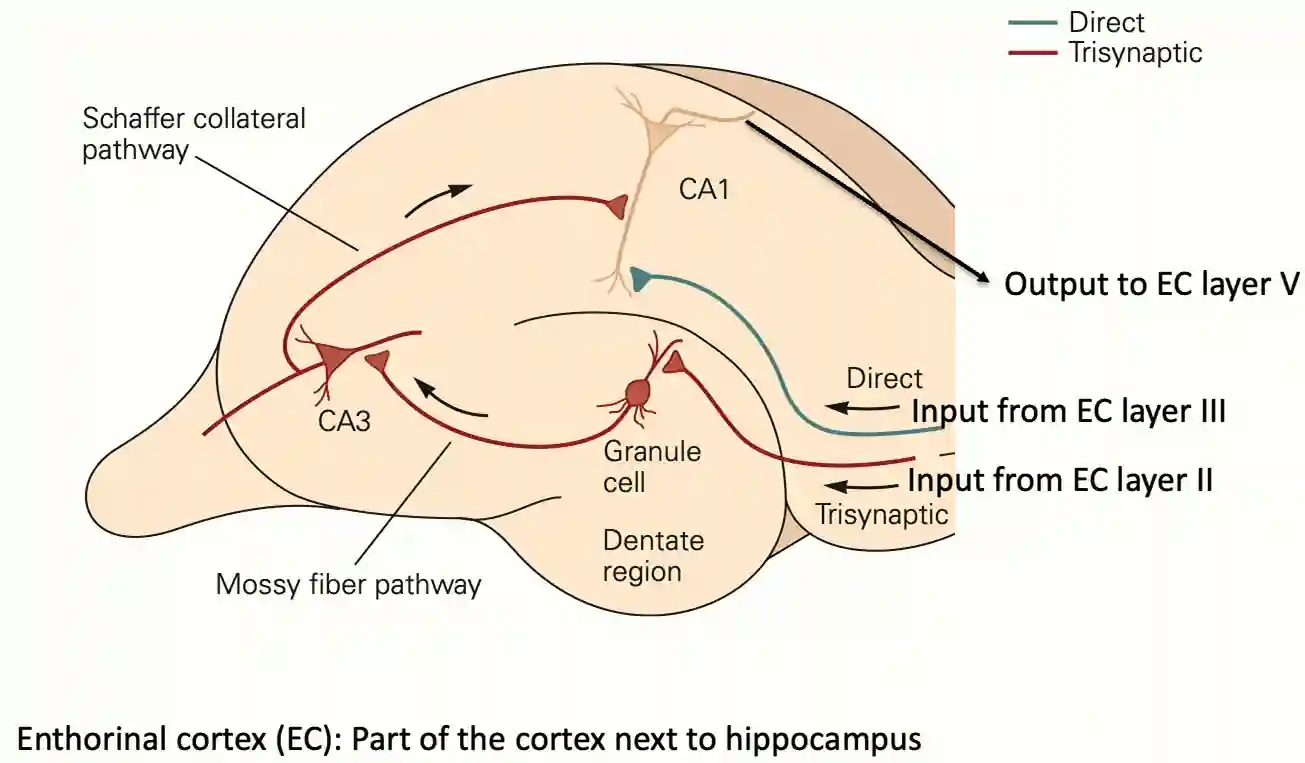 Direct
Trisynaptic
Schaffer collateral
pathway
CA1
Output to EC layer V
Direct
Input from EC layer III
CA3
Granule
cell
Input from EC layer II
Trisynaptic
Dentate
region
Mossy fiber pathway
Enthorinal cortex (EC): Part of the cortex next to hippocampus